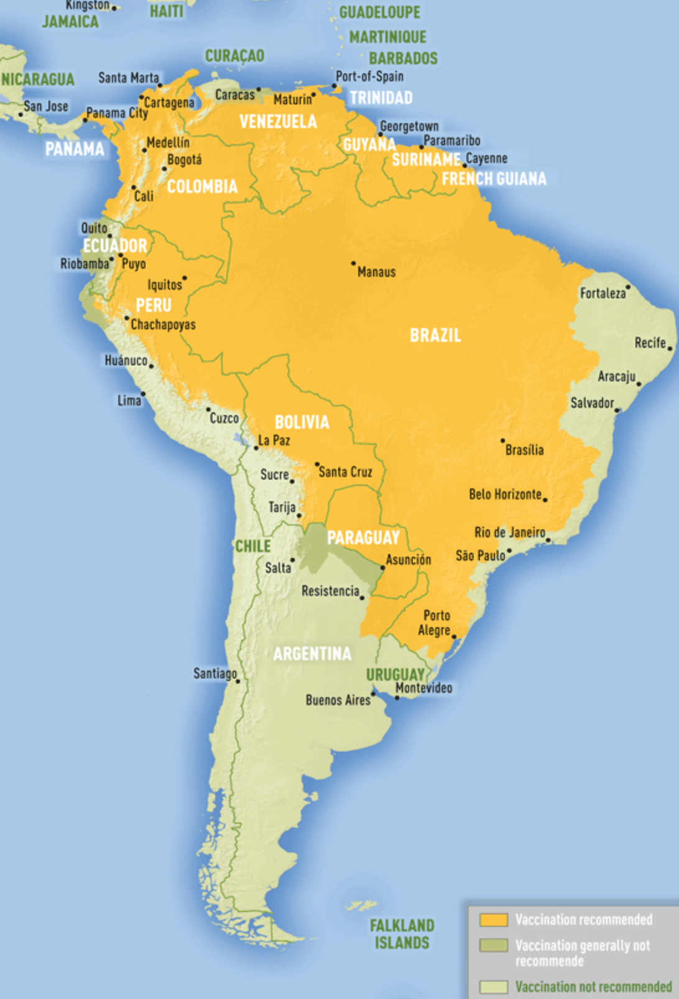 Kingston
JAMAICA
HAITI
GUADELOUPE
MARTINIQUE
BARBADOS
CURAÇAO
NICARAGUA
Santa Marta
Port-of-Spain
Caracas
Maturin
TRINIDAD
San Jose
Cartagena
Panama City
VENEZUELA
Georgetown
PANAMA
Medellín
GUYANA
Paramaribo
Bogotá
SURINAME
Cayenne
COLOMBIA
FRENCH GUIANA
Cali
Quito
ECUADOR
Riobamba
Puyo
Manaus
Iquitos
Fortaleza
PERU
Chachapoyas
BRAZIL
Recife
Huánuco
Aracaju
Lima
Salvador
Cuzco
BOLIVIA
La Paz
Brasília
Sucre
Santa Cruz
Belo Horizonte
Tarija
Rio de Janeiro
PARAGUAY
CHILE
São Paulo
Asunción
Salta
Resistencia
Porto
Alegre
ARGENTINA
Santiago
URUGUAY
Montevideo
Buenos Aires
FALKLAND
ISLANDS
Vaccination recommended
Vaccination generally not
recommende
Vaccination not recommended